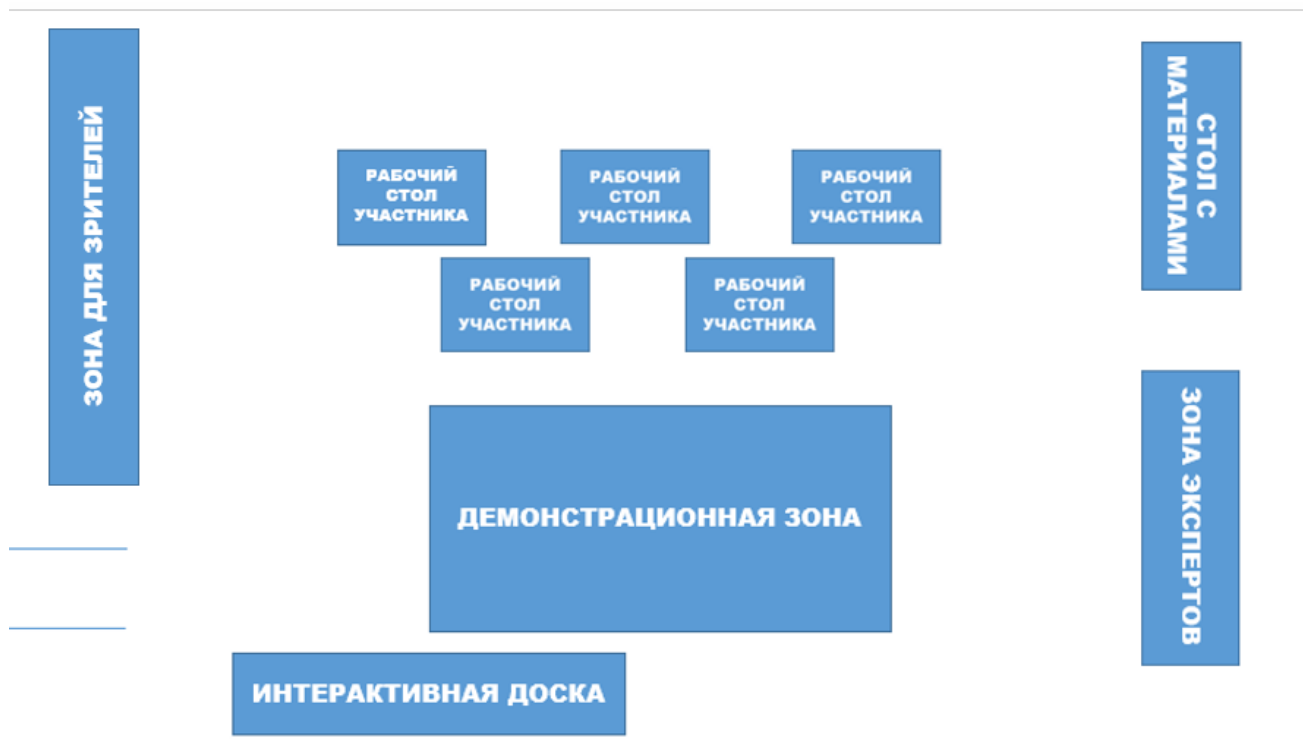 ЗОНА ДЛЯ ЗРИТЕЛЕЙ
СТОЛ С
МАТЕРИАЛАМИ
РАБОЧИЙ
СТОЛ
УЧАСТНИКА
РАБОЧИЙ
СТОЛ
УЧАСТНИКА
РАБОЧИЙ
СТОЛ
УЧАСТНИКА
РАБОЧИЙ
СТОЛ
УЧАСТНИКА
РАБОЧИЙ
СТОЛ
УЧАСТНИКА
ДЕМОНСТРАЦИОННАЯ ЗОНА
ЗОНА ЭКСПЕРТОВ
ИНТЕРАКТИВНАЯ ДОСКА